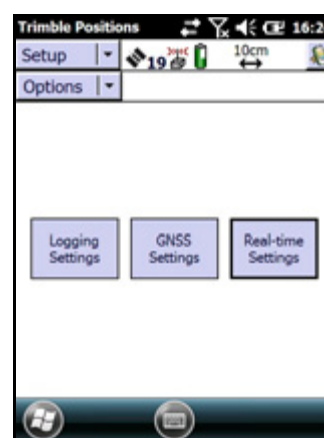 Trimble Positions 16:2
Setup 19 10cm
Options
Logging Settings
GNSS Settings
Real-time Settings